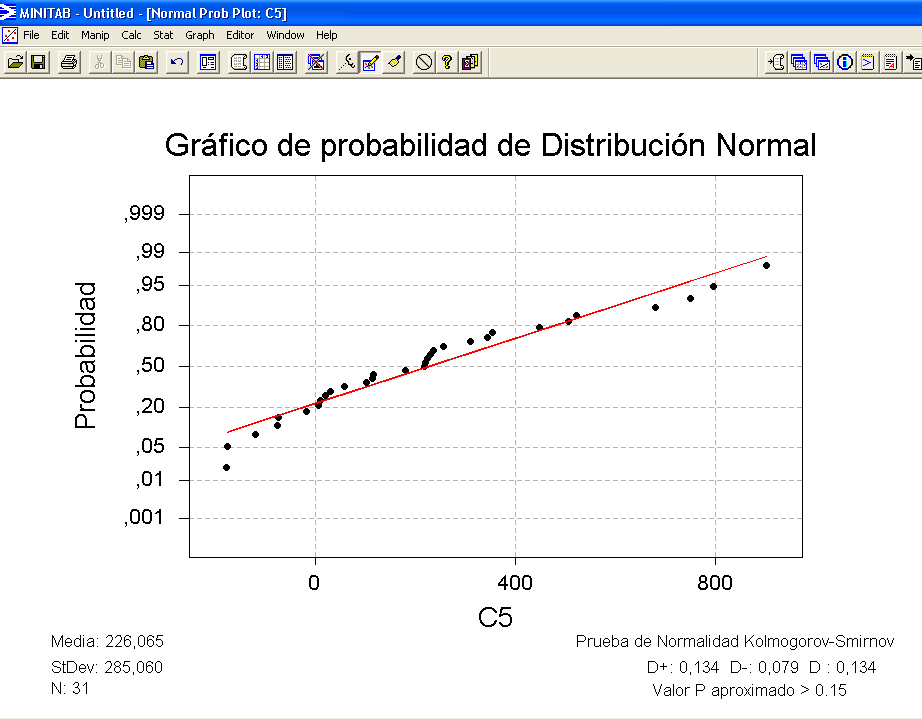 MINITAB - Untitled - [Normal Prob Plot: C5]
File Edit Manip Calc Stat Graph Editor Window Help
Gráfico de probabilidad de Distribución Normal
,999
,99
,95
,80
,50
,20
,05
,01
,001
Probabilidad
0 400 800
C5
Media: 226,065
StDev: 285,060
N: 31
Prueba de Normalidad Kolmogorov-Smirnov
D+: 0,134 D-: 0,079 D : 0,134
Valor P aproximado > 0.15